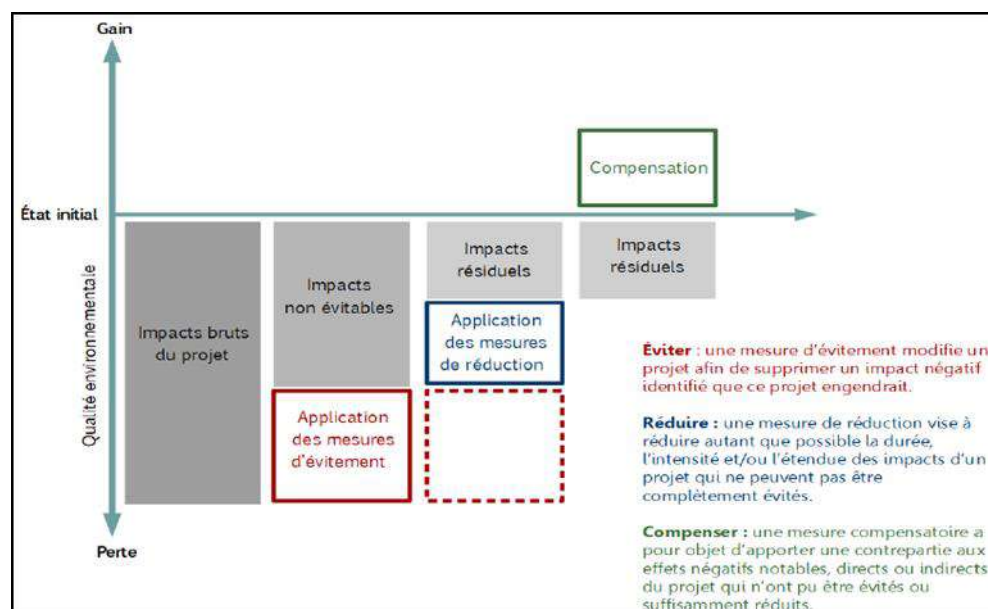 Gain
État initial
Qualité environnementale
Perte
Impacts bruts
du projet
Impacts
non évitables
Application
des mesures
d'évitement
Impacts
résiduels
Application
des mesures
de réduction
Compensation
Impacts
résiduels
Éviter : une mesure d'évitement modifie un
projet afin de supprimer un impact négatif
identifié que ce projet engendrait.
Réduire : une mesure de réduction vise à
réduire autant que possible la durée,
l'intensité et/ou l'étendue des impacts d'un
projet qui ne peuvent pas être
complètement évités.
Compenser : une mesure compensatoire a
pour objet d'apporter une contrepartie aux
effets négatifs notables, directs ou indirects
du projet qui n'ont pu être évités ou
suffisamment réduits.